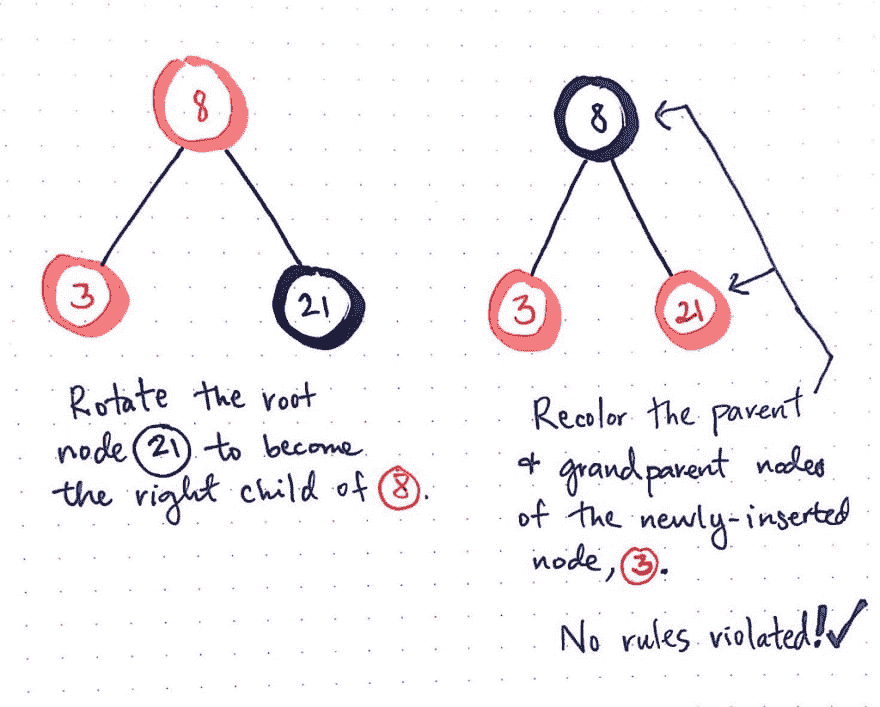 8
3
21
Rotate the root
node 21 to become
the right child of 8.
8
3
21
Recolor the parent
& grandparent nodes
of the newly-inserted
node, 3.
No rules violated!✓